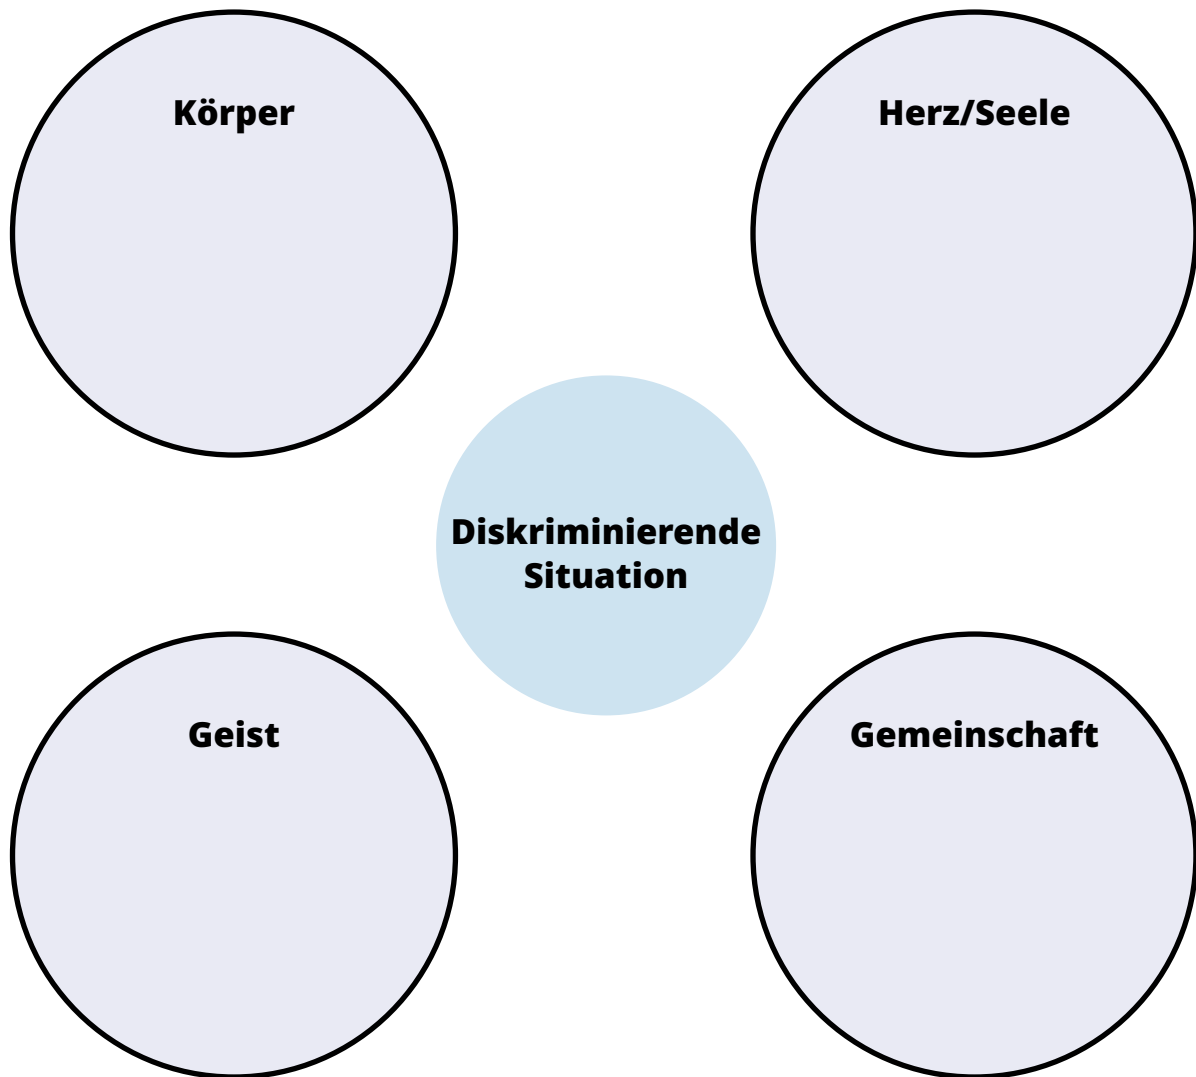 Körper
Herz/Seele
Diskriminierende
Situation
Geist
Gemeinschaft